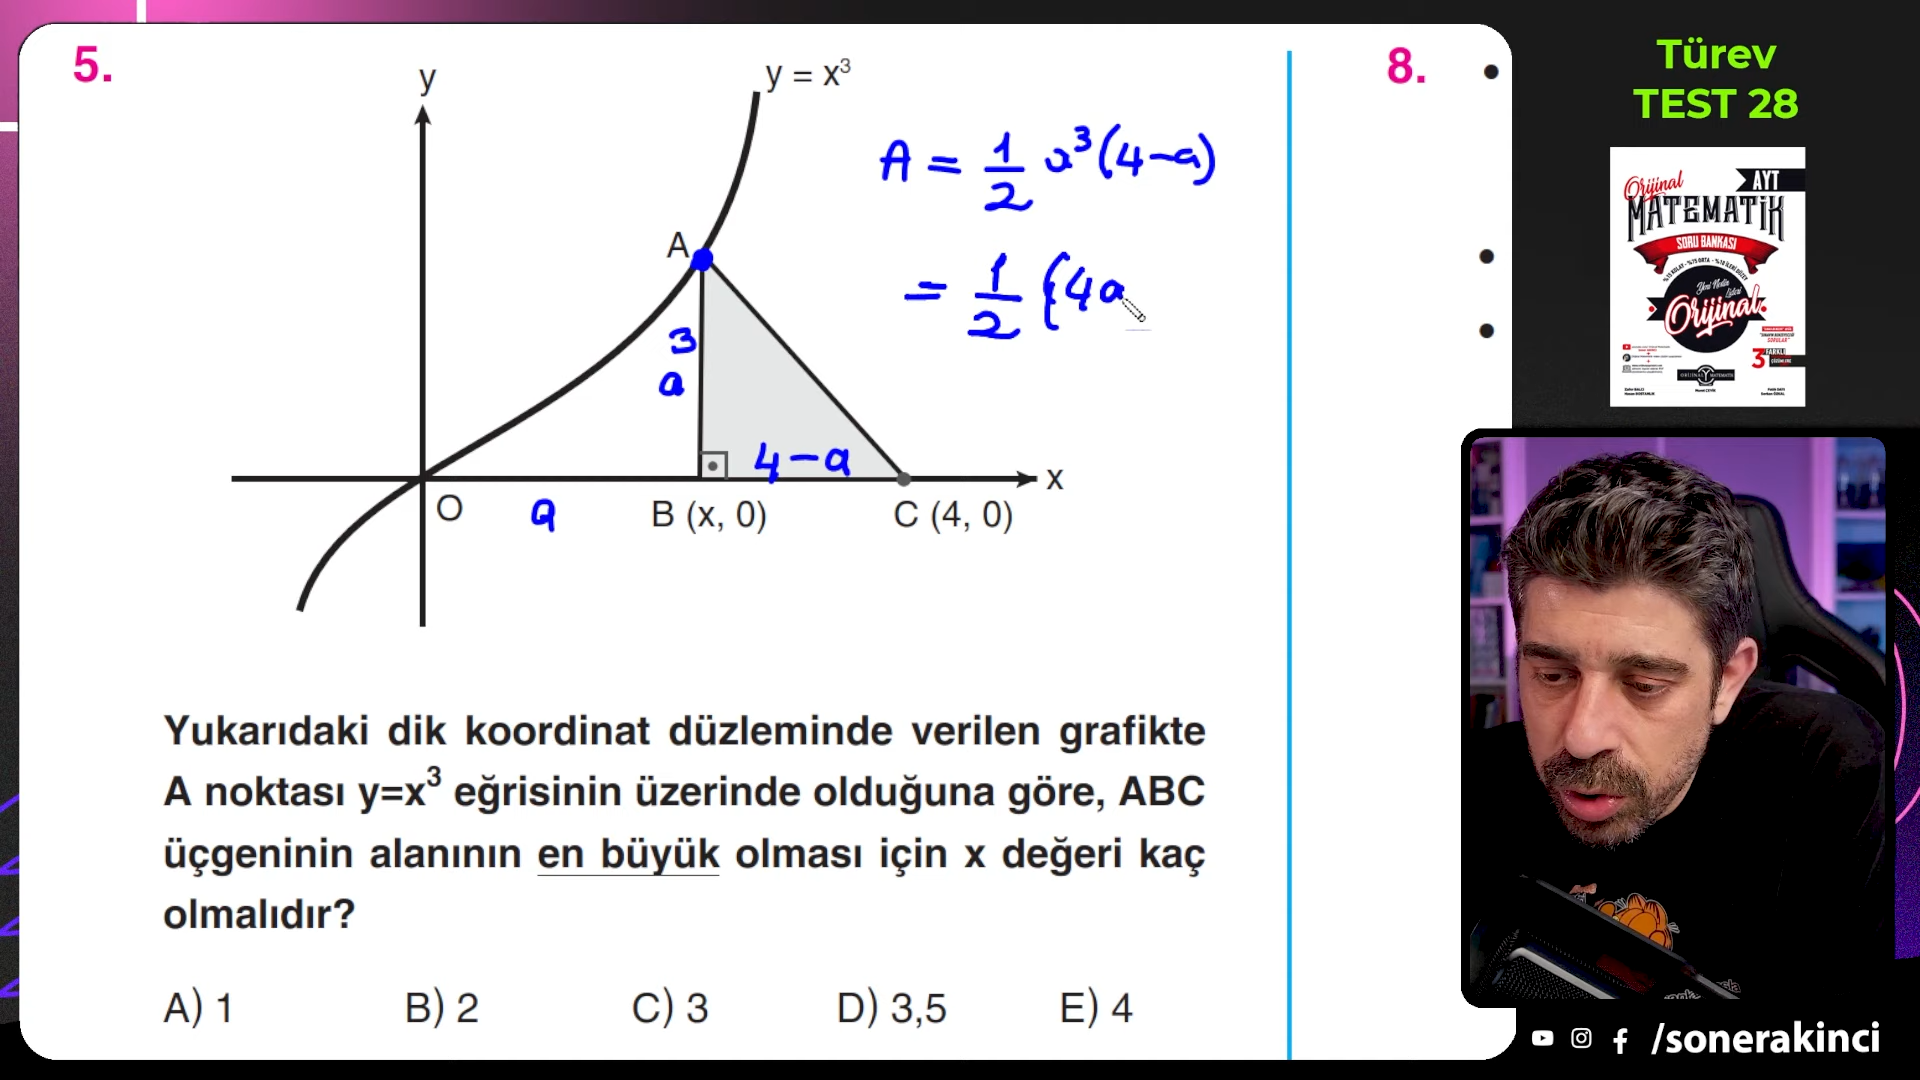 5.
y
y = x³
A = 1/2 a³(4-a)
A
= 1/2 (4a
a³
4-a
x
O
a
B (x, 0)
C (4, 0)
Yukarıdaki dik koordinat düzleminde verilen grafikte
A noktası y=x³ eğrisinin üzerinde olduğuna göre, ABC
üçgeninin alanının en büyük olması için x değeri kaç
olmalıdır?
A) 1
B) 2
C) 3
D) 3,5
E) 4
8.
Türev
TEST 28
Orijinal
AYT
MATEMATİK
SORU BANKASI
Orijinal
3 FARKLI
/sonerakinci